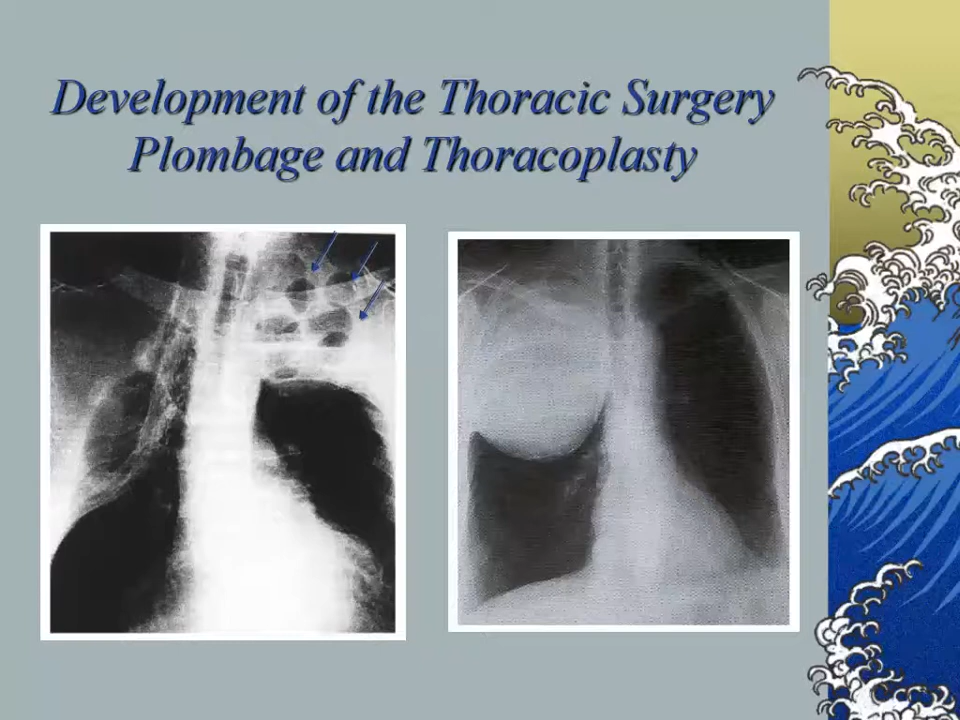 Development of the Thoracic Surgery
Plombage and Thoracoplasty